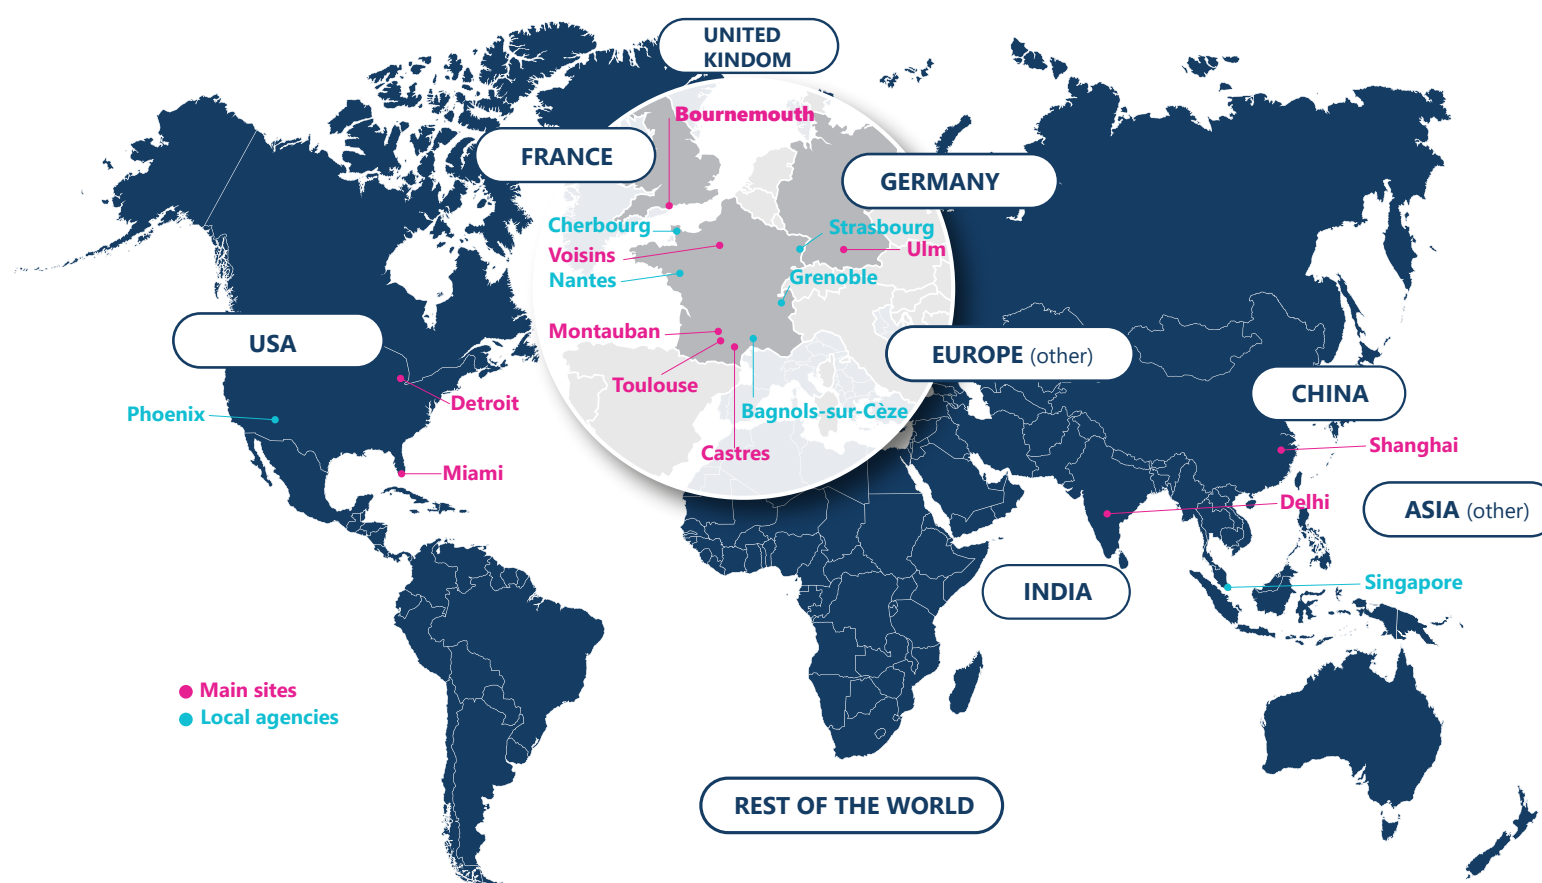 UNITED
KINDOM
Bournemouth
FRANCE
GERMANY
Cherbourg
Strasbourg
Voisins
Ulm
Nantes
Grenoble
Montauban
USA
EUROPE (other)
Toulouse
CHINA
Detroit
Phoenix
Bagnols-sur-Cèze
Castres
Shanghai
Miami
Delhi
ASIA (other)
INDIA
Singapore
Main sites
Local agencies
REST OF THE WORLD